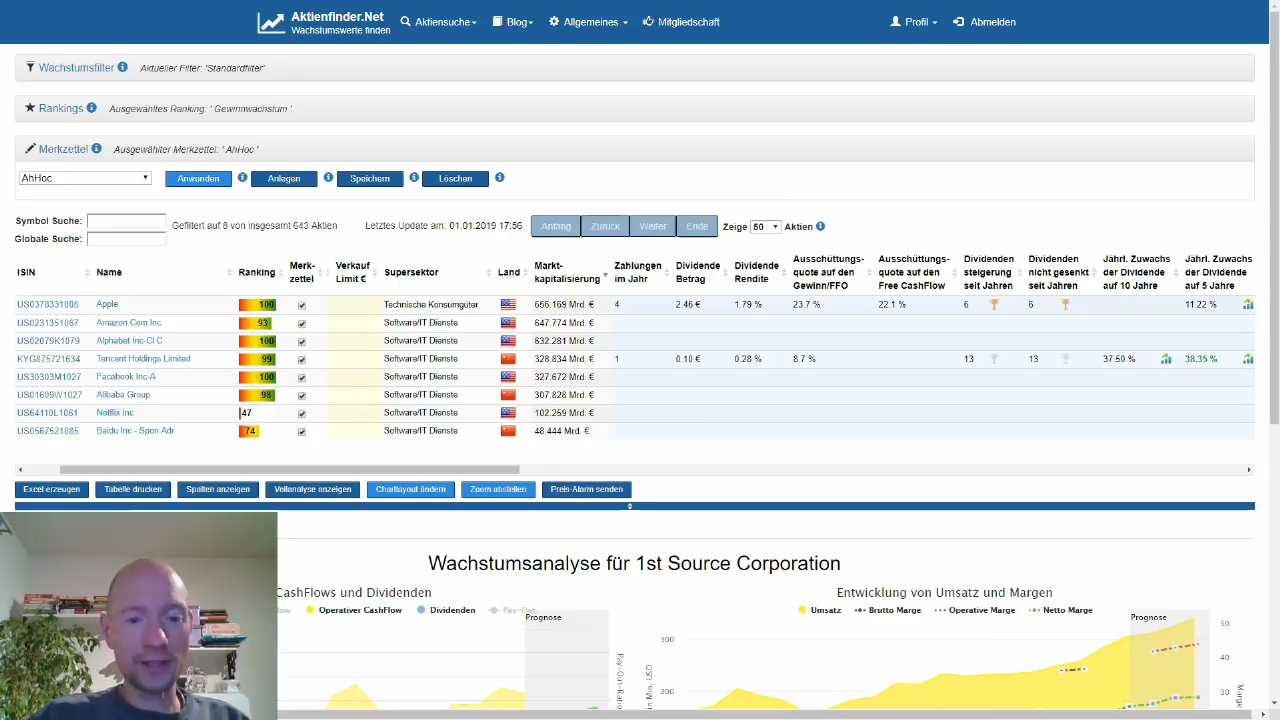 Aktienfinder.Net
Wachstumswerte finden
Aktiensuche Blog Allgemeines Mitgliedschaft Profil Abmelden
Wachstumsfilter Aktueller Filter: "Standardfilter"
Rankings Ausgewähltes Ranking: ' Gewinnwachstum '
Merkzettel Ausgewählter Merkzettel: ' AhHoc '
AhHoc Anwenden Anlegen Speichern Löschen
Symbol Suche:
Globale Suche:
Gefiltert auf 8 von insgesamt 643 Aktien Letztes Update am: 01.01.2019 17:56 Anfang Zurück Weiter Ende Zeige 50 Aktien
ISIN Name Ranking Merk-zettel Verkauf Limit € Supersektor Land Markt-kapitalisierung Zahlungen im Jahr Dividende Betrag Dividende Rendite Ausschüttungs-quote auf den Gewinn/FFO Ausschüttungs-quote auf den Free CashFlow Dividenden steigerung seit Jahren Dividenden nicht gesenkt seit Jahren Jährl. Zuwachs der Dividende auf 10 Jahre Jährl. Zuwachs der Dividende auf 5 Jahre
US0378331005 Apple 100 Technische Konsumgüter 656.169 Mrd. € 4 2.46 € 1.79 % 23.7 % 22.1 % 6 6 11.22 %
US0231351067 Amazon Com Inc 93 Software/IT Dienste 647.774 Mrd. €
US02079K1079 Alphabet Inc-Cl C 100 Software/IT Dienste 632.281 Mrd. €
KYG875721634 Tencent Holdings Limited 99 Software/IT Dienste 328.834 Mrd. € 1 0.10 € 0.28 % 8.7 % 13 13 37.50 % 38.35 %
US30303M1027 Facebook Inc-A 100 Software/IT Dienste 327.672 Mrd. €
US01609W1027 Alibaba Group 98 Software/IT Dienste 307.828 Mrd. €
US64110L1061 Netflix Inc 47 Software/IT Dienste 102.259 Mrd. €
US0567521085 Baidu Inc - Spon Adr 74 Software/IT Dienste 48.444 Mrd. €
Excel erzeugen Tabelle drucken Spalten anzeigen Vollanalyse anzeigen Chartlayout ändern Zoom abstellen Preis-Alarm senden
Wachstumsanalyse für 1st Source Corporation
CashFlows und Dividenden
Operativer CashFlow Dividenden
Prognose
Entwicklung von Umsatz und Margen
Umsatz Brutto Marge Operative Marge Netto Marge
Prognose
300
200
in Mio. USD
50
40
30